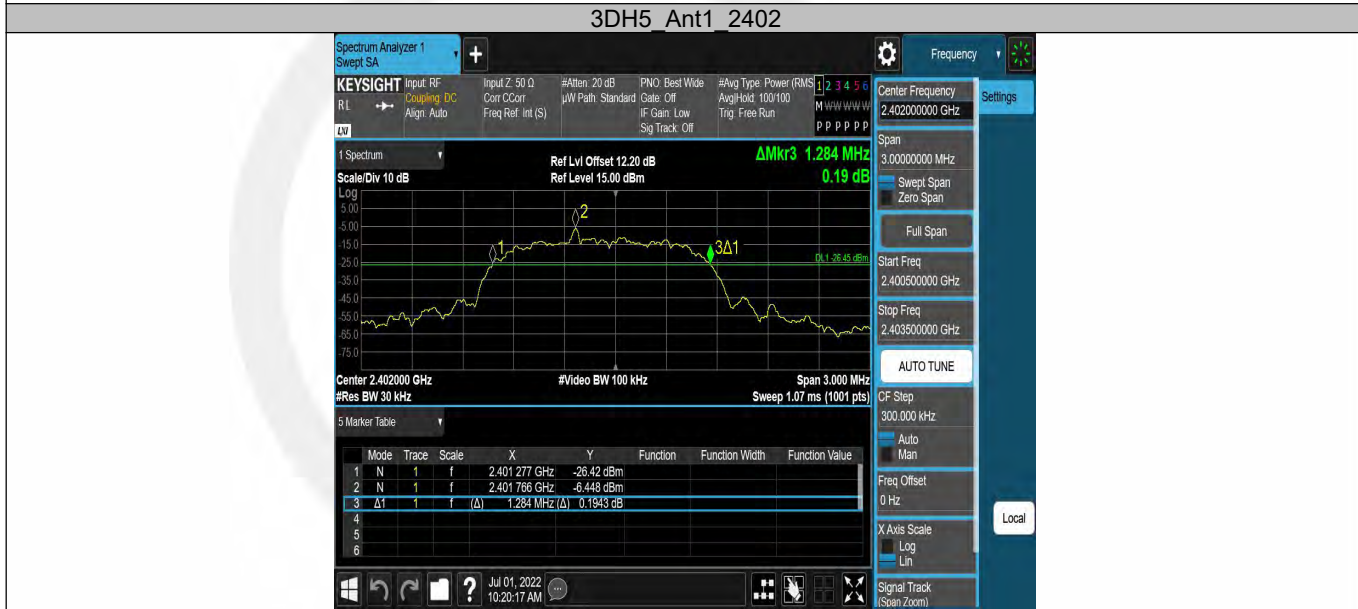 3DH5_Ant1_2402
Spectrum Analyzer 1
Swept SA
+
Frequency
KEYSIGHT
R L
LXI
Input: RF
Coupling: DC
Align: Auto
Input Z: 50 Ω
Corr CCorr
Freq Ref: Int (S)
#Atten: 20 dB
µW Path: Standard
PNO: Best Wide
Gate: Off
IF Gain: Low
Sig Track: Off
#Avg Type: Power (RMS
Avg|Hold: 100/100
Trig: Free Run
1 2 3 4 5 6
M W W W W W
P P P P P P
1 Spectrum
Scale/Div 10 dB
Ref Lvl Offset 12.20 dB
Ref Level 15.00 dBm
ΔMkr3 1.284 MHz
0.19 dB
Log
5.00
-5.00
-15.0
-25.0
-35.0
-45.0
-55.0
-65.0
-75.0
1
2
3Δ1
DL1 -26.45 dBm
Center 2.402000 GHz
#Video BW 100 kHz
Span 3.000 MHz
#Res BW 30 kHz
Sweep 1.07 ms (1001 pts)
5 Marker Table
Mode Trace Scale X Y Function Function Width Function Value
1 N 1 f 2.401 277 GHz -26.42 dBm
2 N 1 f 2.401 766 GHz -6.448 dBm
3 Δ1 1 f (Δ) 1.284 MHz (Δ) 0.1943 dB
4
5
6
?
Jul 01, 2022
10:20:17 AM
Center Frequency
2.402000000 GHz
Settings
Span
3.00000000 MHz
Swept Span
Zero Span
Full Span
Start Freq
2.400500000 GHz
Stop Freq
2.403500000 GHz
AUTO TUNE
CF Step
300.000 kHz
Auto
Man
Freq Offset
0 Hz
X Axis Scale
Log
Lin
Signal Track
(Span Zoom)
Local